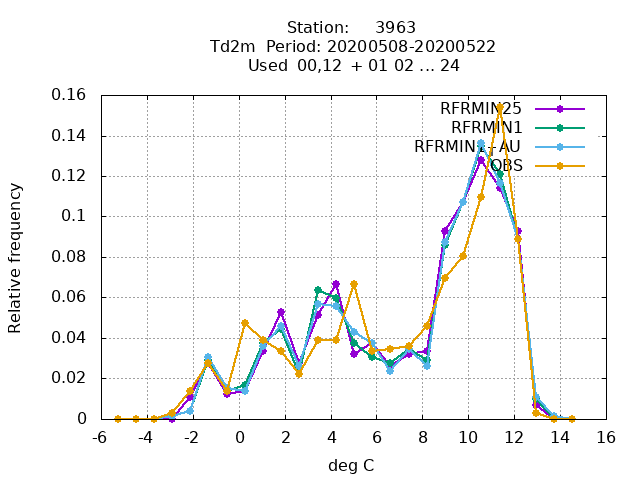 Station: 3963
Td2m Period: 20200508-20200522
Used 00,12 + 01 02 ... 24
0.16
0.14
0.12
0.1
0.08
0.06
0.04
0.02
0
Relative frequency
RFRMIN25
RFRMIN1
RFRMIN1+AU
OBS
-6 -4 -2 0 2 4 6 8 10 12 14 16
deg C